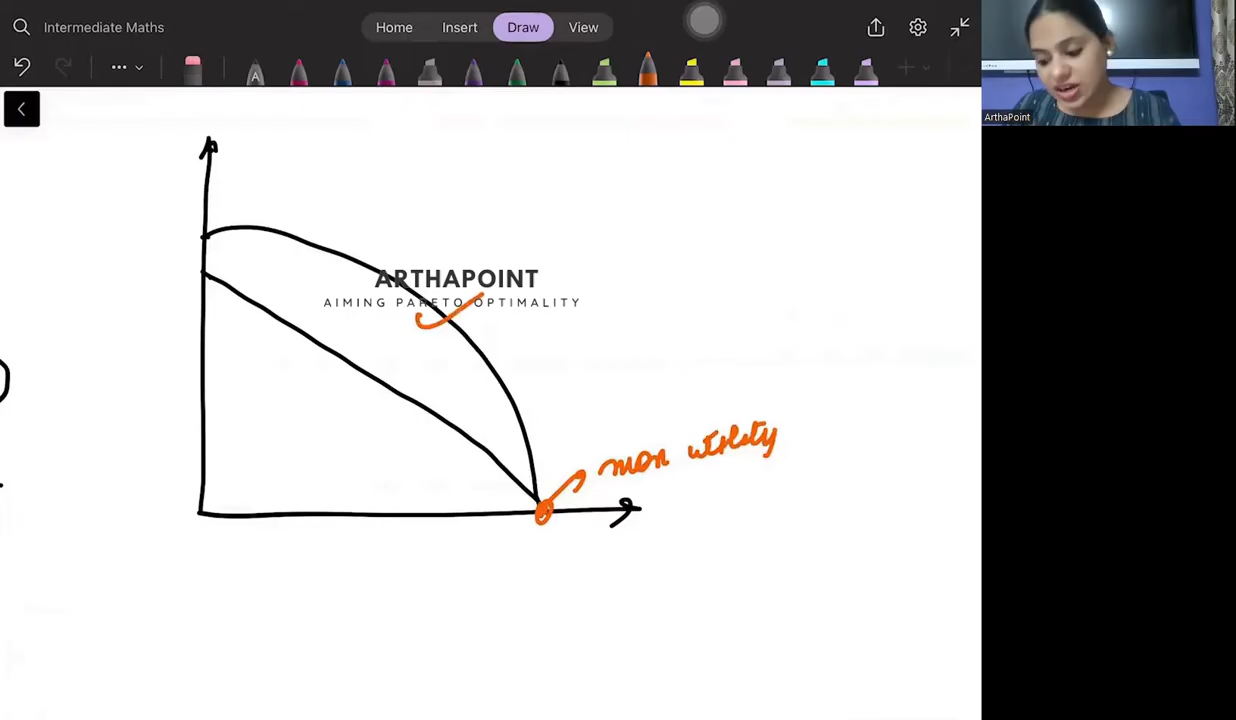 Intermediate Maths
Home Insert Draw View
A
ArthaPoint
ARTHAPOINT
AIMING PARETO OPTIMALITY
max utility